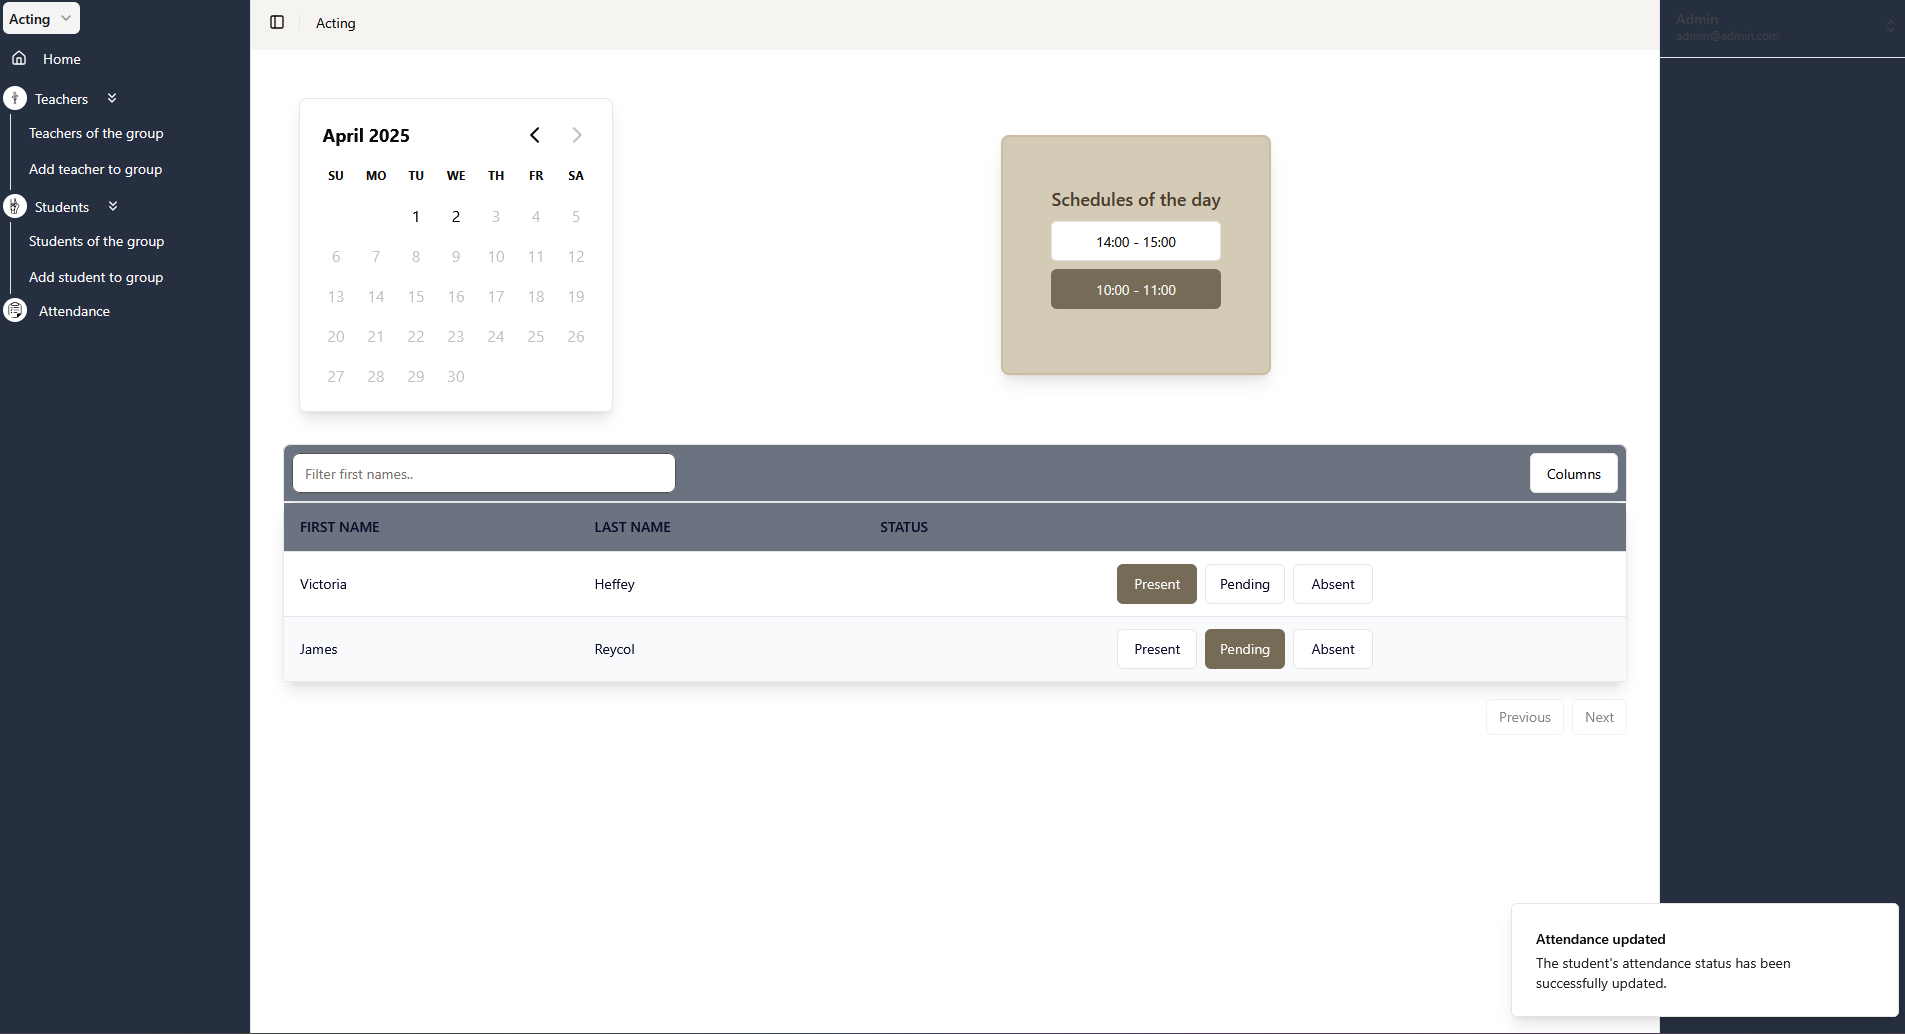 Acting
Home
Teachers
Teachers of the group
Add teacher to group
Students
Students of the group
Add student to group
Attendance
Acting
Admin
admin@admin.com
April 2025
SU MO TU WE TH FR SA
1 2 3 4 5
6 7 8 9 10 11 12
13 14 15 16 17 18 19
20 21 22 23 24 25 26
27 28 29 30
Schedules of the day
14:00 - 15:00
10:00 - 11:00
Filter first names..
Columns
FIRST NAME LAST NAME STATUS
Victoria Heffey Present Pending Absent
James Reycol Present Pending Absent
Previous Next
Attendance updated
The student's attendance status has been
successfully updated.